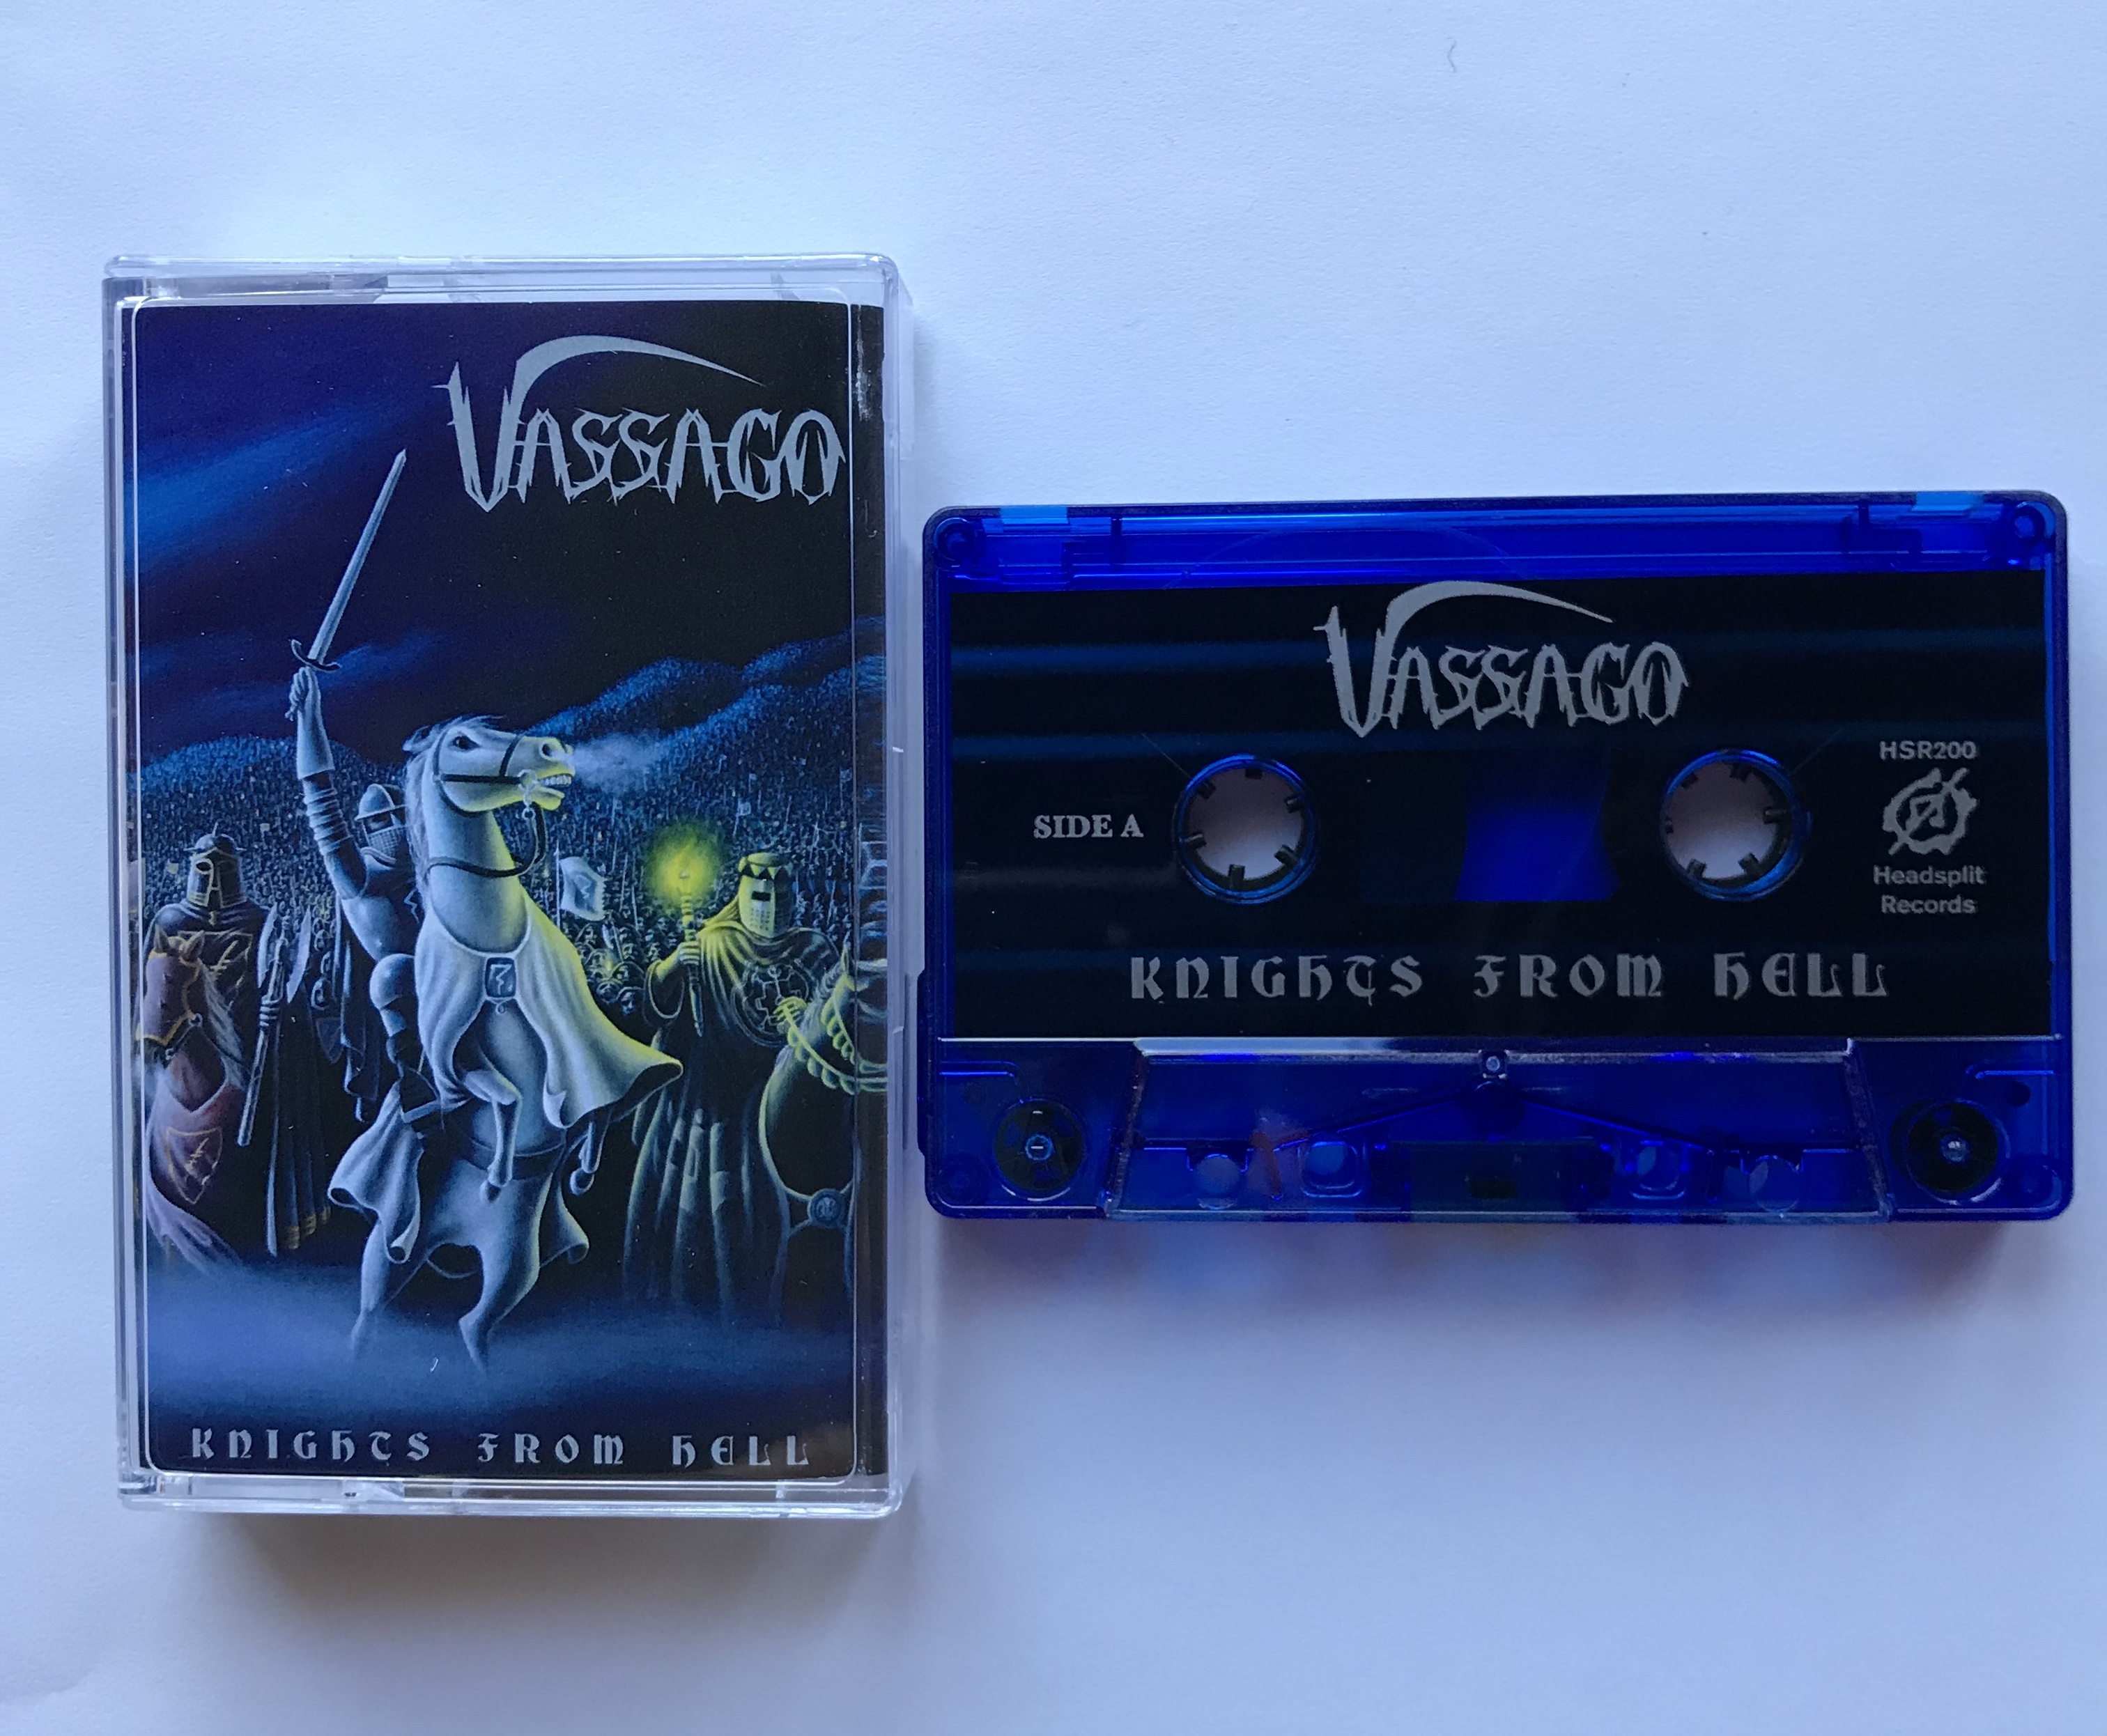 VASSAGO
KNIGHTS FROM HELL
VASSAGO
SIDE A
HSR200
Headsplit
Records
KNIGHTS FROM HELL